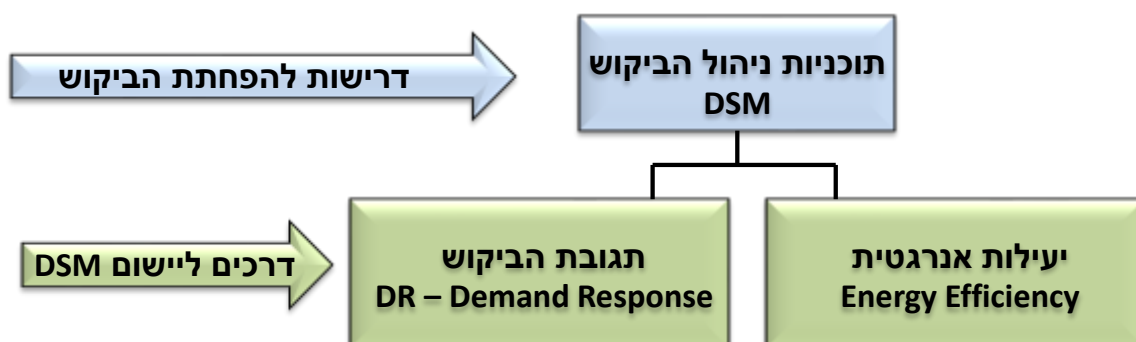 דרישות להפחתת הביקוש
תוכניות ניהול הביקוש
DSM
דרכים ליישום DSM
תגובת הביקוש
DR – Demand Response
יעילות אנרגטית
Energy Efficiency